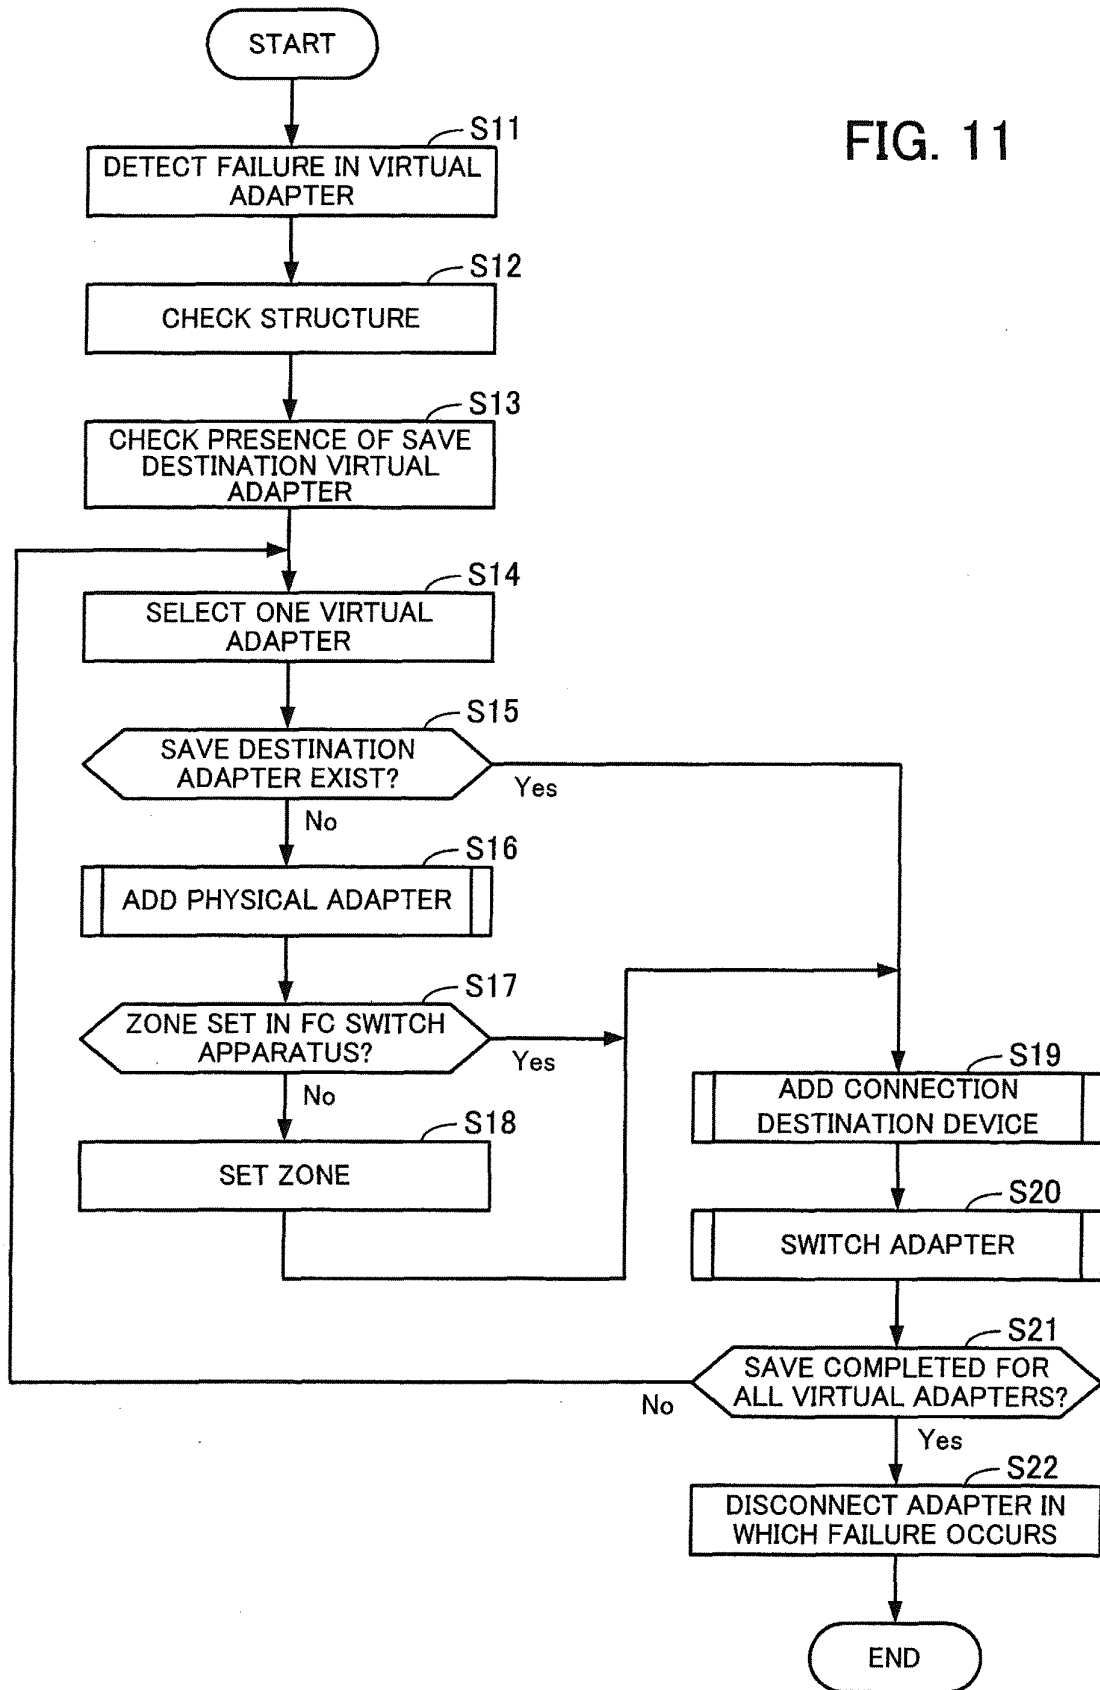 START
FIG. 11
S11
DETECT FAILURE IN VIRTUAL
ADAPTER
S12
CHECK STRUCTURE
S13
CHECK PRESENCE OF SAVE
DESTINATION VIRTUAL
ADAPTER
S14
SELECT ONE VIRTUAL
ADAPTER
S15
SAVE DESTINATION
ADAPTER EXIST?
Yes
No
S16
ADD PHYSICAL ADAPTER
S17
ZONE SET IN FC SWITCH
APPARATUS?
Yes
No
S18
SET ZONE
S19
ADD CONNECTION
DESTINATION DEVICE
S20
SWITCH ADAPTER
S21
SAVE COMPLETED FOR
ALL VIRTUAL ADAPTERS?
No
Yes
S22
DISCONNECT ADAPTER IN
WHICH FAILURE OCCURS
END